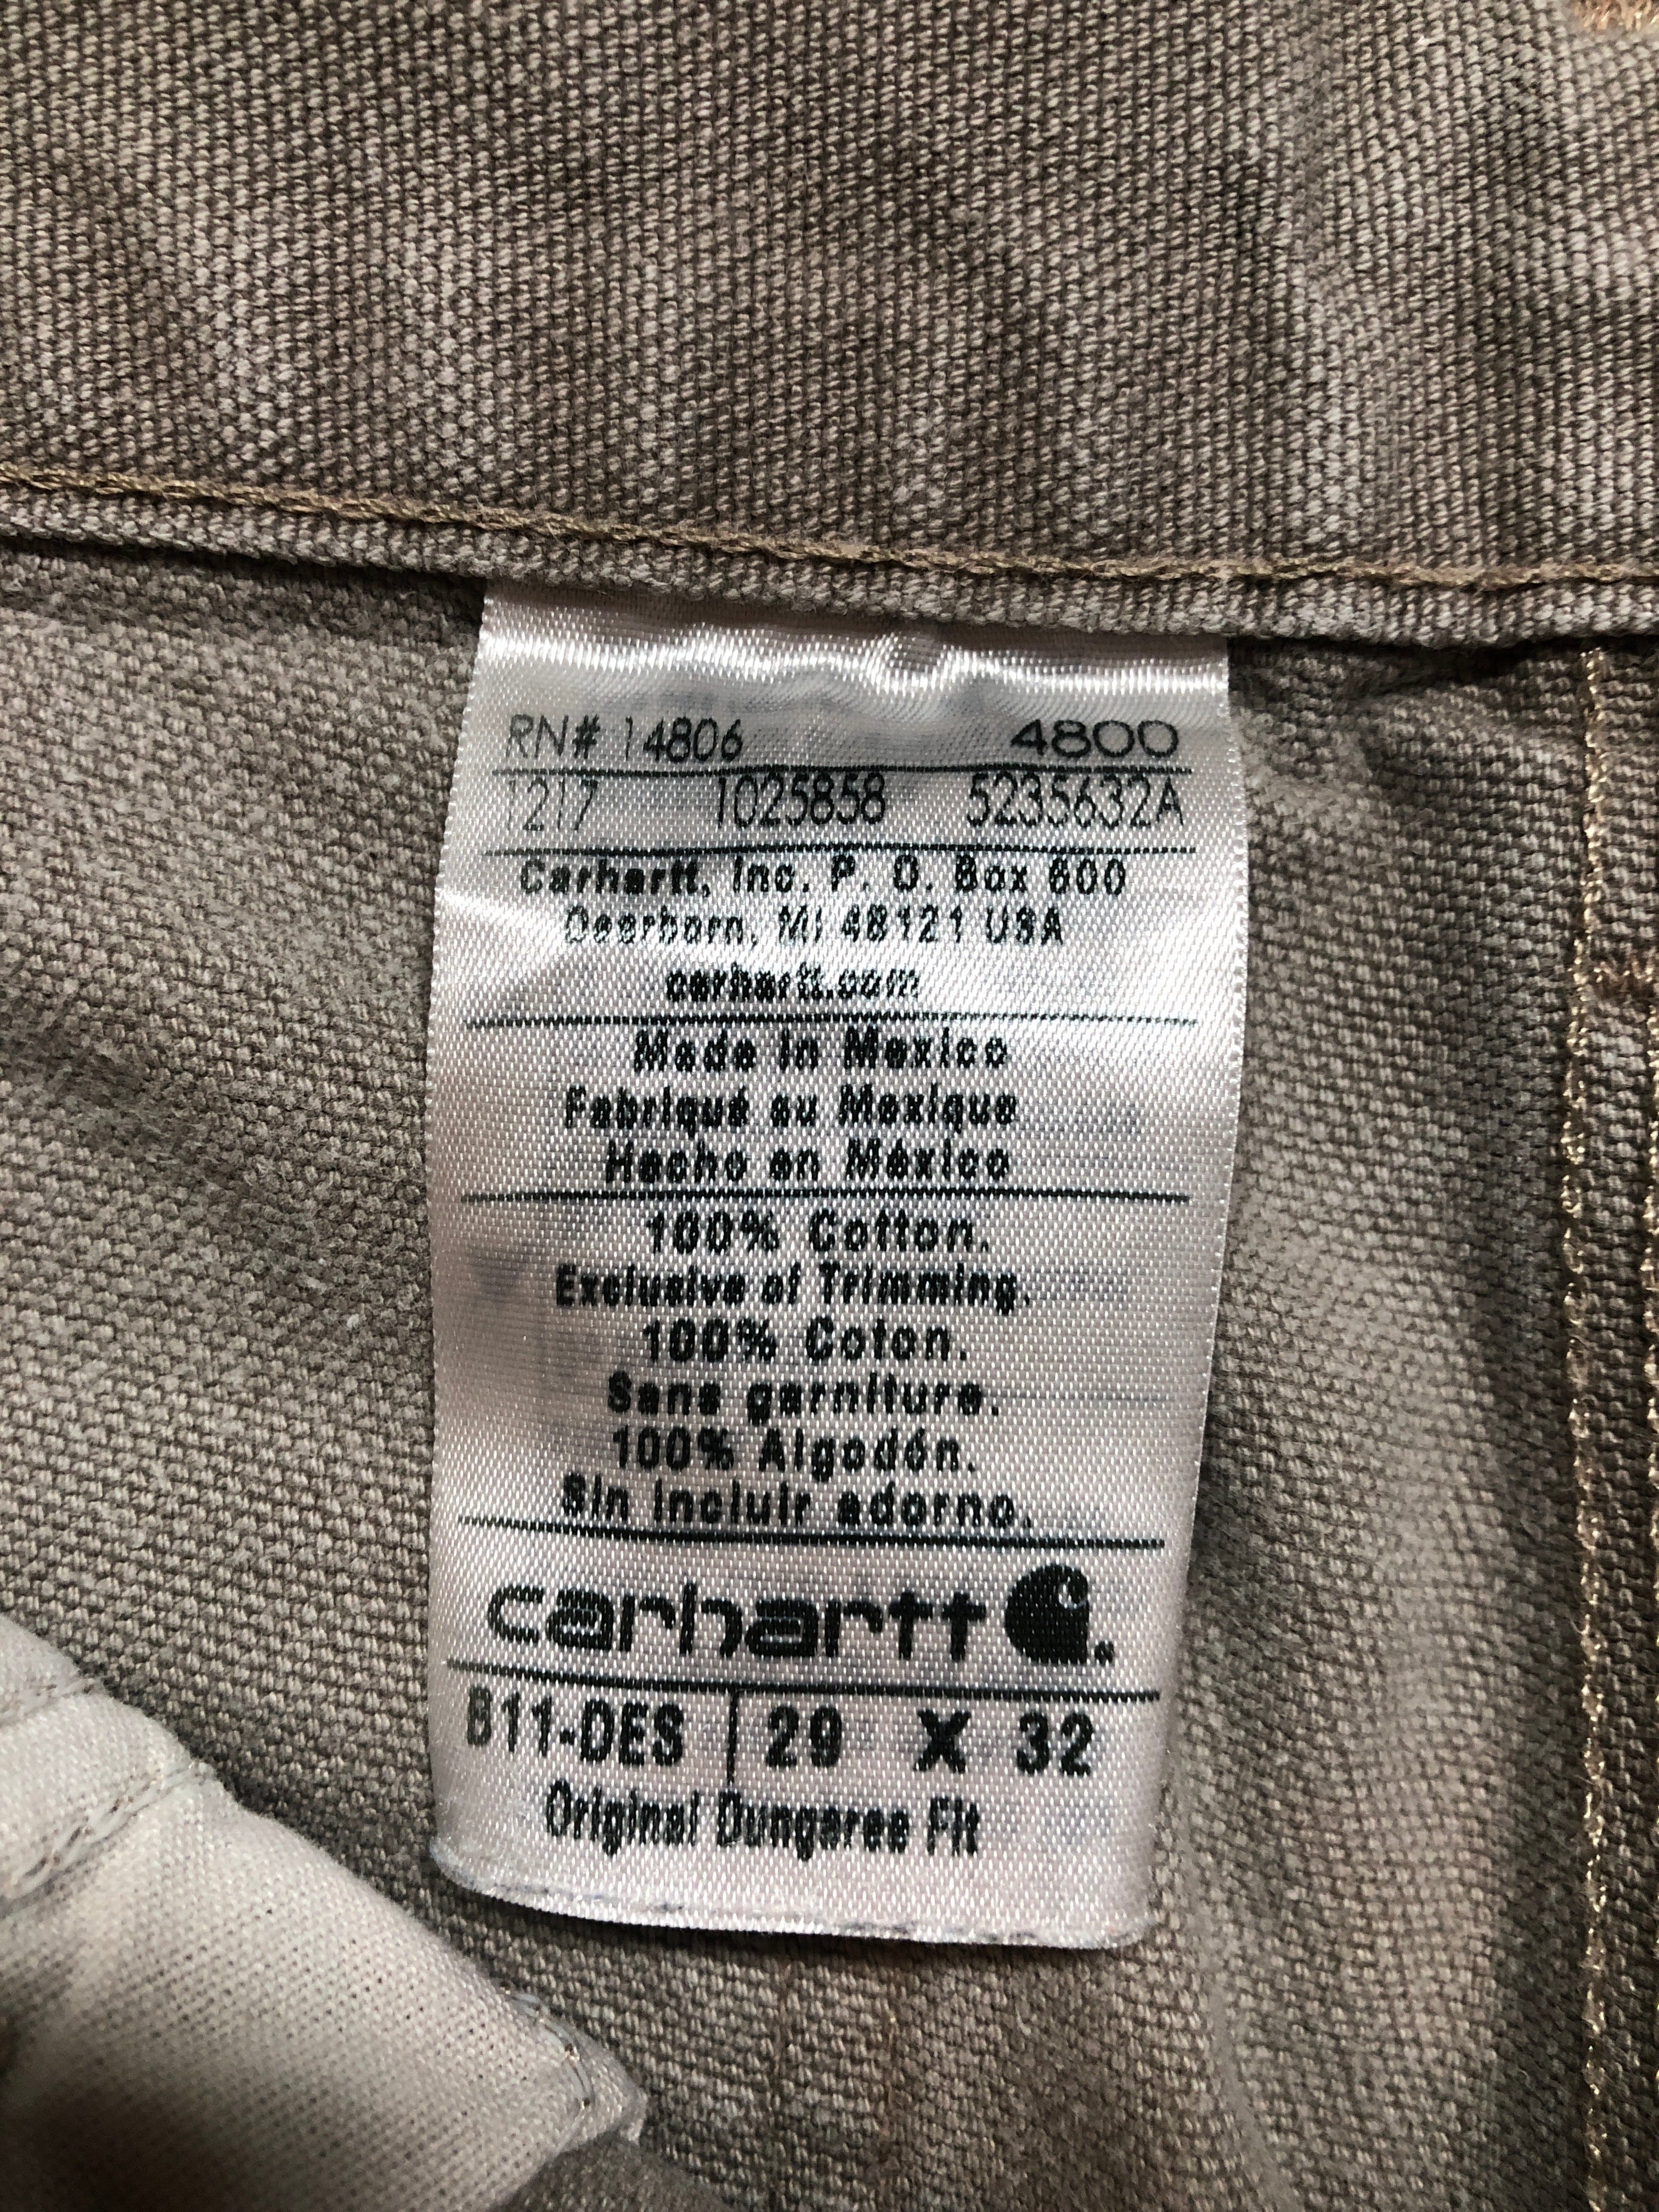 RN# 14806 4800
1217 1025858 5235632A
Carhartt, Inc. P. O. Box 600
Dearborn, MI 48121 USA
carhartt.com
Made in Mexico
Fabriqué au Mexique
Hecho en México
100% Cotton.
Exclusive of Trimming.
100% Coton.
Sans garniture.
100% Algodón.
Sin incluir adorno.
carhartt
B11-DES 29 X 32
Original Dungaree Fit